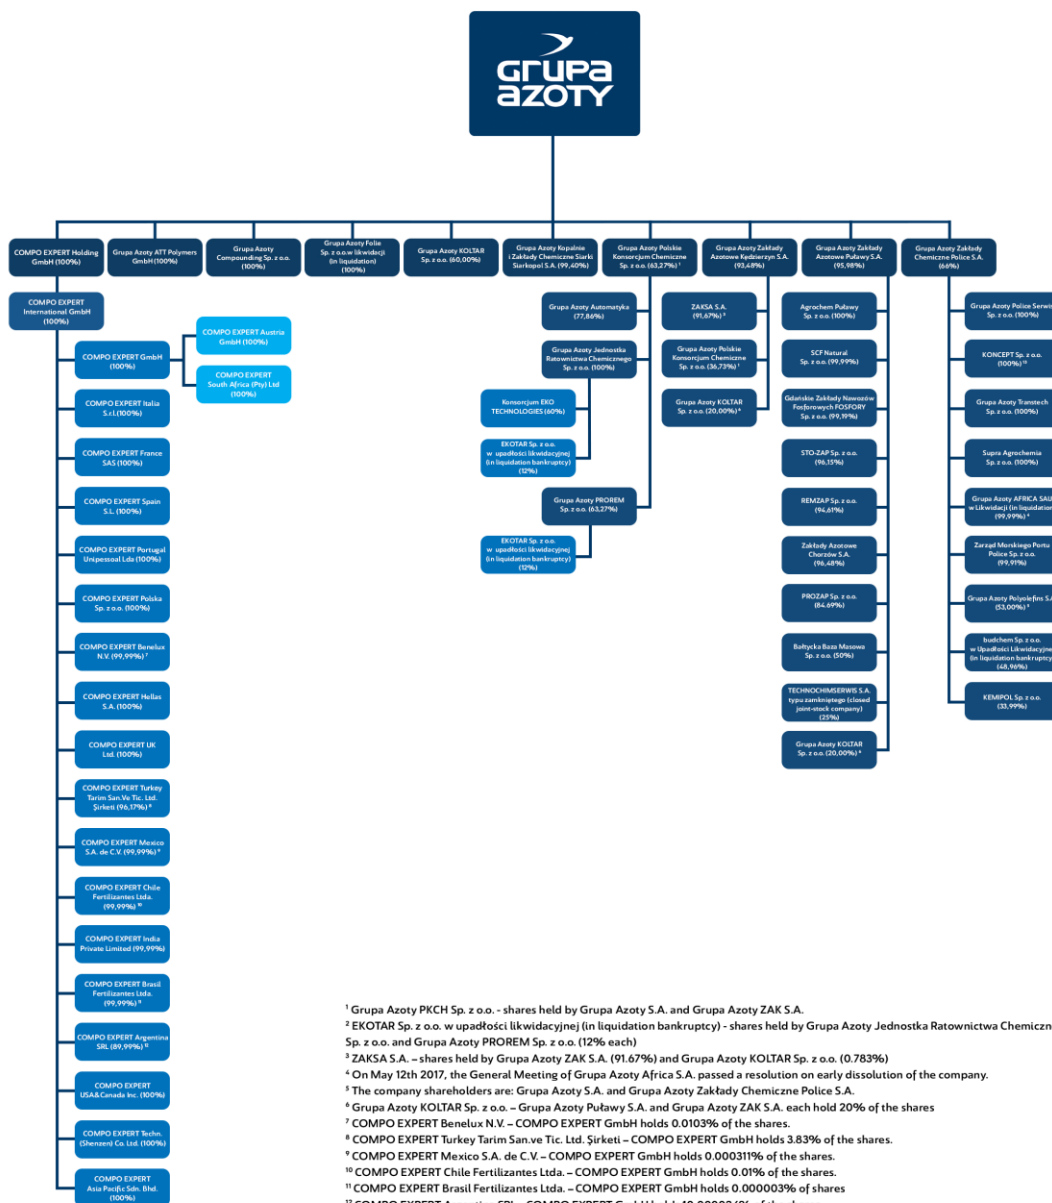 GRUPA
AZOTY
COMPO EXPERT Holding
GmbH (100%)
Grupa Azoty ATT Polymers
GmbH (100%)
Grupa Azoty
Compounding Sp. z o.o.
(100%)
Grupa Azoty Folie
Sp. z o.o.w likwidacji
(in liquidation)
(100%)
Grupa Azoty KOLTAR
Sp. z o.o. (60,00%)
Grupa Azoty Kopalnie
i Zakłady Chemiczne Siarki
Siarkopol S.A. (99,40%)
Grupa Azoty Polskie
Konsorcjum Chemiczne
Sp. z o.o. (63,27%) ¹
Grupa Azoty Zakłady
Azotowe Kędzierzyn S.A.
(93,48%)
Grupa Azoty Zakłady
Azotowe Puławy S.A.
(95,98%)
Grupa Azoty Zakłady
Chemiczne Police S.A.
(66%)
COMPO EXPERT
International GmbH
(100%)
COMPO EXPERT GmbH
(100%)
COMPO EXPERT Austria
GmbH (100%)
COMPO EXPERT
South Africa (Pty) Ltd
(100%)
COMPO EXPERT Italia
S.r.l.(100%)
COMPO EXPERT France
SAS (100%)
COMPO EXPERT Spain
S.L. (100%)
COMPO EXPERT Portugal
Unipessoal Lda (100%)
COMPO EXPERT Polska
Sp. z o.o. (100%)
COMPO EXPERT Benelux
N.V. (99,99%) ⁷
COMPO EXPERT Hellas
S.A. (100%)
COMPO EXPERT UK
Ltd. (100%)
COMPO EXPERT Turkey
Tarim San.Ve Tic. Ltd.
Şirketi (96,17%) ⁸
COMPO EXPERT Mexico
S.A. de C.V. (99,99%) ⁹
COMPO EXPERT Chile
Fertilizantes Ltda.
(99,99%) ¹⁰
COMPO EXPERT India
Private Limited (99,99%)
COMPO EXPERT Brasil
Fertilizantes Ltda.
(99,99%) ¹¹
COMPO EXPERT Argentina
SRL (89,99%) ¹²
COMPO EXPERT
USA&Canada Inc. (100%)
COMPO EXPERT Techn.
(Shenzen) Co. Ltd. (100%)
COMPO EXPERT
Asia Pacific Sdn. Bhd.
(100%)
Grupa Azoty Automatyka
(77,86%)
Grupa Azoty Jednostka
Ratownictwa Chemicznego
Sp. z o.o. (100%)
Konsorcjum EKO
TECHNOLOGIES (60%)
EKOTAR Sp. z o.o.
w upadłości likwidacyjnej
(in liquidation bankruptcy)
(12%)
Grupa Azoty PROREM
Sp. z o.o. (63,27%)
EKOTAR Sp. z o.o.
w upadłości likwidacyjnej
(in liquidation bankruptcy)
(12%)
ZAKSA S.A.
(91,67%) ³
Grupa Azoty Polskie
Konsorcjum Chemiczne
Sp. z o.o. (36,73%) ¹
Grupa Azoty KOLTAR
Sp. z o.o. (20,00%) ⁶
Agrochem Puławy
Sp. z o.o. (100%)
SCF Natural
Sp. z o.o. (99,99%)
Gdańskie Zakłady Nawozów
Fosforowych FOSFORY
Sp. z o.o. (99,19%)
STO-ZAP Sp. z o.o.
(96,15%)
REMZAP Sp. z o.o.
(94,61%)
Zakłady Azotowe
Chorzów S.A.
(96,48%)
PROZAP Sp. z o.o.
(84.69%)
Bałtycka Baza Masowa
Sp. z o.o. (50%)
TECHNOCHIMSERWIS S.A.
typu zamkniętego (closed
joint-stock company)
(25%)
Grupa Azoty KOLTAR
Sp. z o.o. (20,00%) ⁶
Grupa Azoty Police Serwis
Sp. z o.o. (100%)
KONCEPT Sp. z o.o.
(100%)
Grupa Azoty Transtech
Sp. z o.o. (100%)
Supra Agrochemia
Sp. z o.o. (100%)
Grupa Azoty AFRICA SAU
w Likwidacji (in liquidation
(99,99%) ⁴
Zarząd Morskiego Portu
Police Sp. z o.o.
(99,91%)
Grupa Azoty Polyolefins S.A
(53,00%) ⁵
budchem Sp. z o.o.
w Upadłości Likwidacyjne
(in liquidation bankruptcy
(48,96%)
KEMIPOL Sp. z o.o.
(33,99%)
¹ Grupa Azoty PKCH Sp. z o.o. - shares held by Grupa Azoty S.A. and Grupa Azoty ZAK S.A.
² EKOTAR Sp. z o.o. w upadłości likwidacyjnej (in liquidation bankruptcy) - shares held by Grupa Azoty Jednostka Ratownictwa Chemiczn
Sp. z o.o. and Grupa Azoty PROREM Sp. z o.o. (12% each)
³ ZAKSA S.A. – shares held by Grupa Azoty ZAK S.A. (91.67%) and Grupa Azoty KOLTAR Sp. z o.o. (0.783%)
⁴ On May 12th 2017, the General Meeting of Grupa Azoty Africa S.A. passed a resolution on early dissolution of the company.
⁵ The company shareholders are: Grupa Azoty S.A. and Grupa Azoty Zakłady Chemiczne Police S.A.
⁶ Grupa Azoty KOLTAR Sp. z o.o. – Grupa Azoty Puławy S.A. and Grupa Azoty ZAK S.A. each hold 20% of the shares
⁷ COMPO EXPERT Benelux N.V. – COMPO EXPERT GmbH holds 0.0103% of the shares.
⁸ COMPO EXPERT Turkey Tarim San.ve Tic. Ltd. Şirketi – COMPO EXPERT GmbH holds 3.83% of the shares.
⁹ COMPO EXPERT Mexico S.A. de C.V. – COMPO EXPERT GmbH holds 0.000311% of the shares.
¹⁰ COMPO EXPERT Chile Fertilizantes Ltda. – COMPO EXPERT GmbH holds 0.01% of the shares.
¹¹ COMPO EXPERT Brasil Fertilizantes Ltda. – COMPO EXPERT GmbH holds 0.000003% of shares